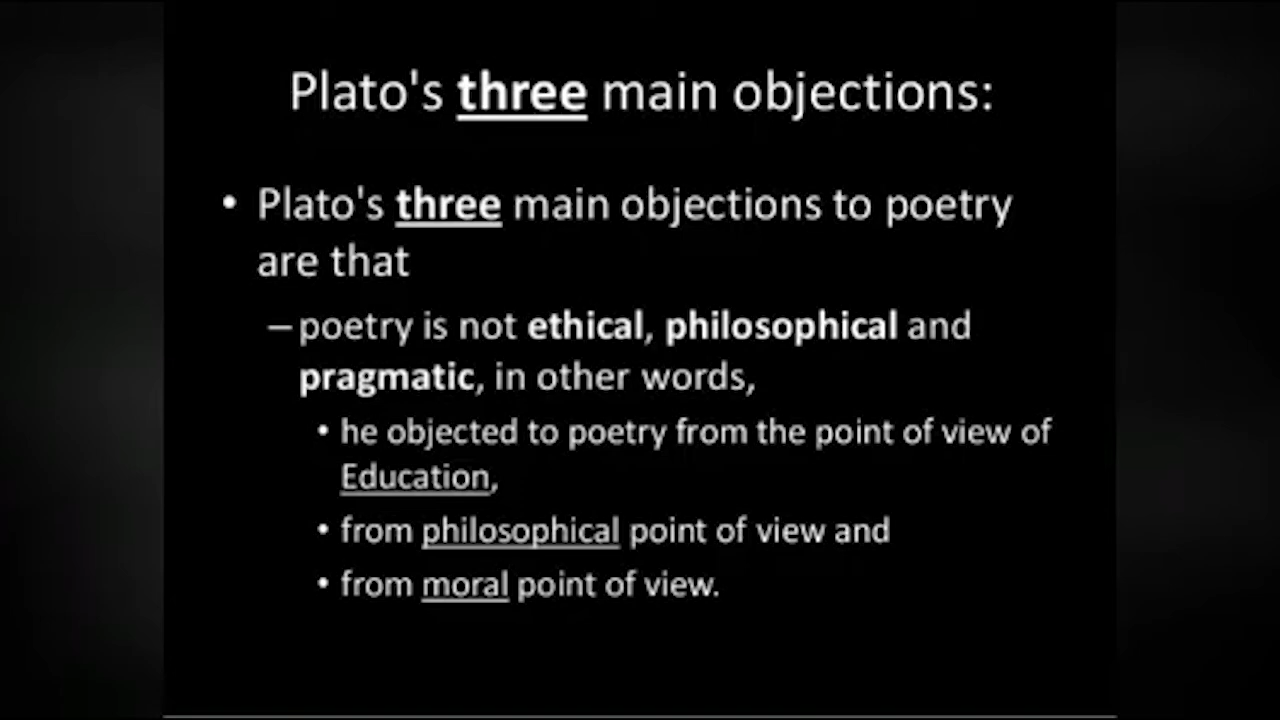 Plato's three main objections:
• Plato's three main objections to poetry
are that
– poetry is not ethical, philosophical and
pragmatic, in other words,
• he objected to poetry from the point of view of
Education,
• from philosophical point of view and
• from moral point of view.